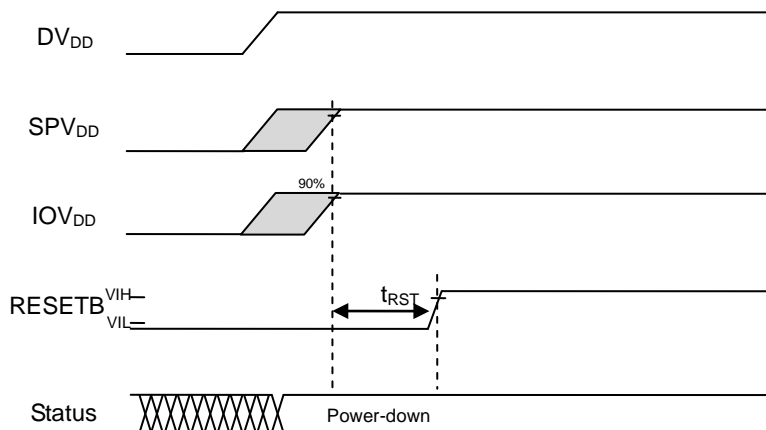 DVDD
SPVDD
90%
IOVDD
tRST
RESETB VIH
VIL
Status
Power-down